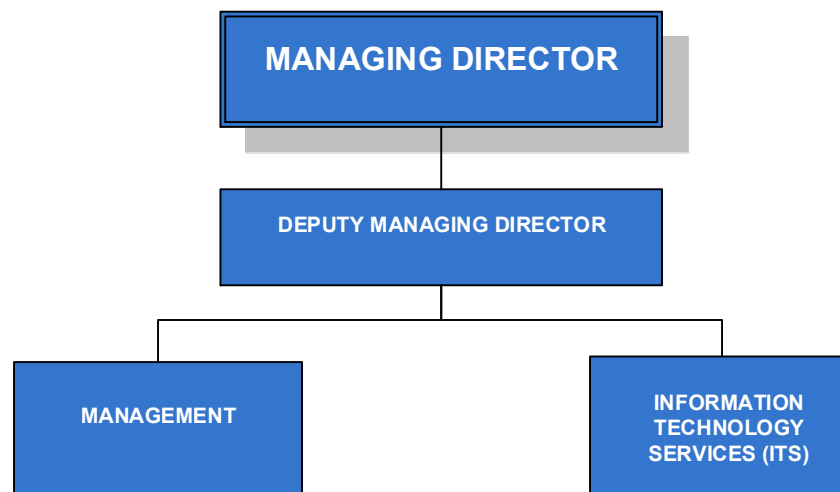 MANAGING DIRECTOR
DEPUTY MANAGING DIRECTOR
MANAGEMENT
INFORMATION
TECHNOLOGY
SERVICES (ITS)